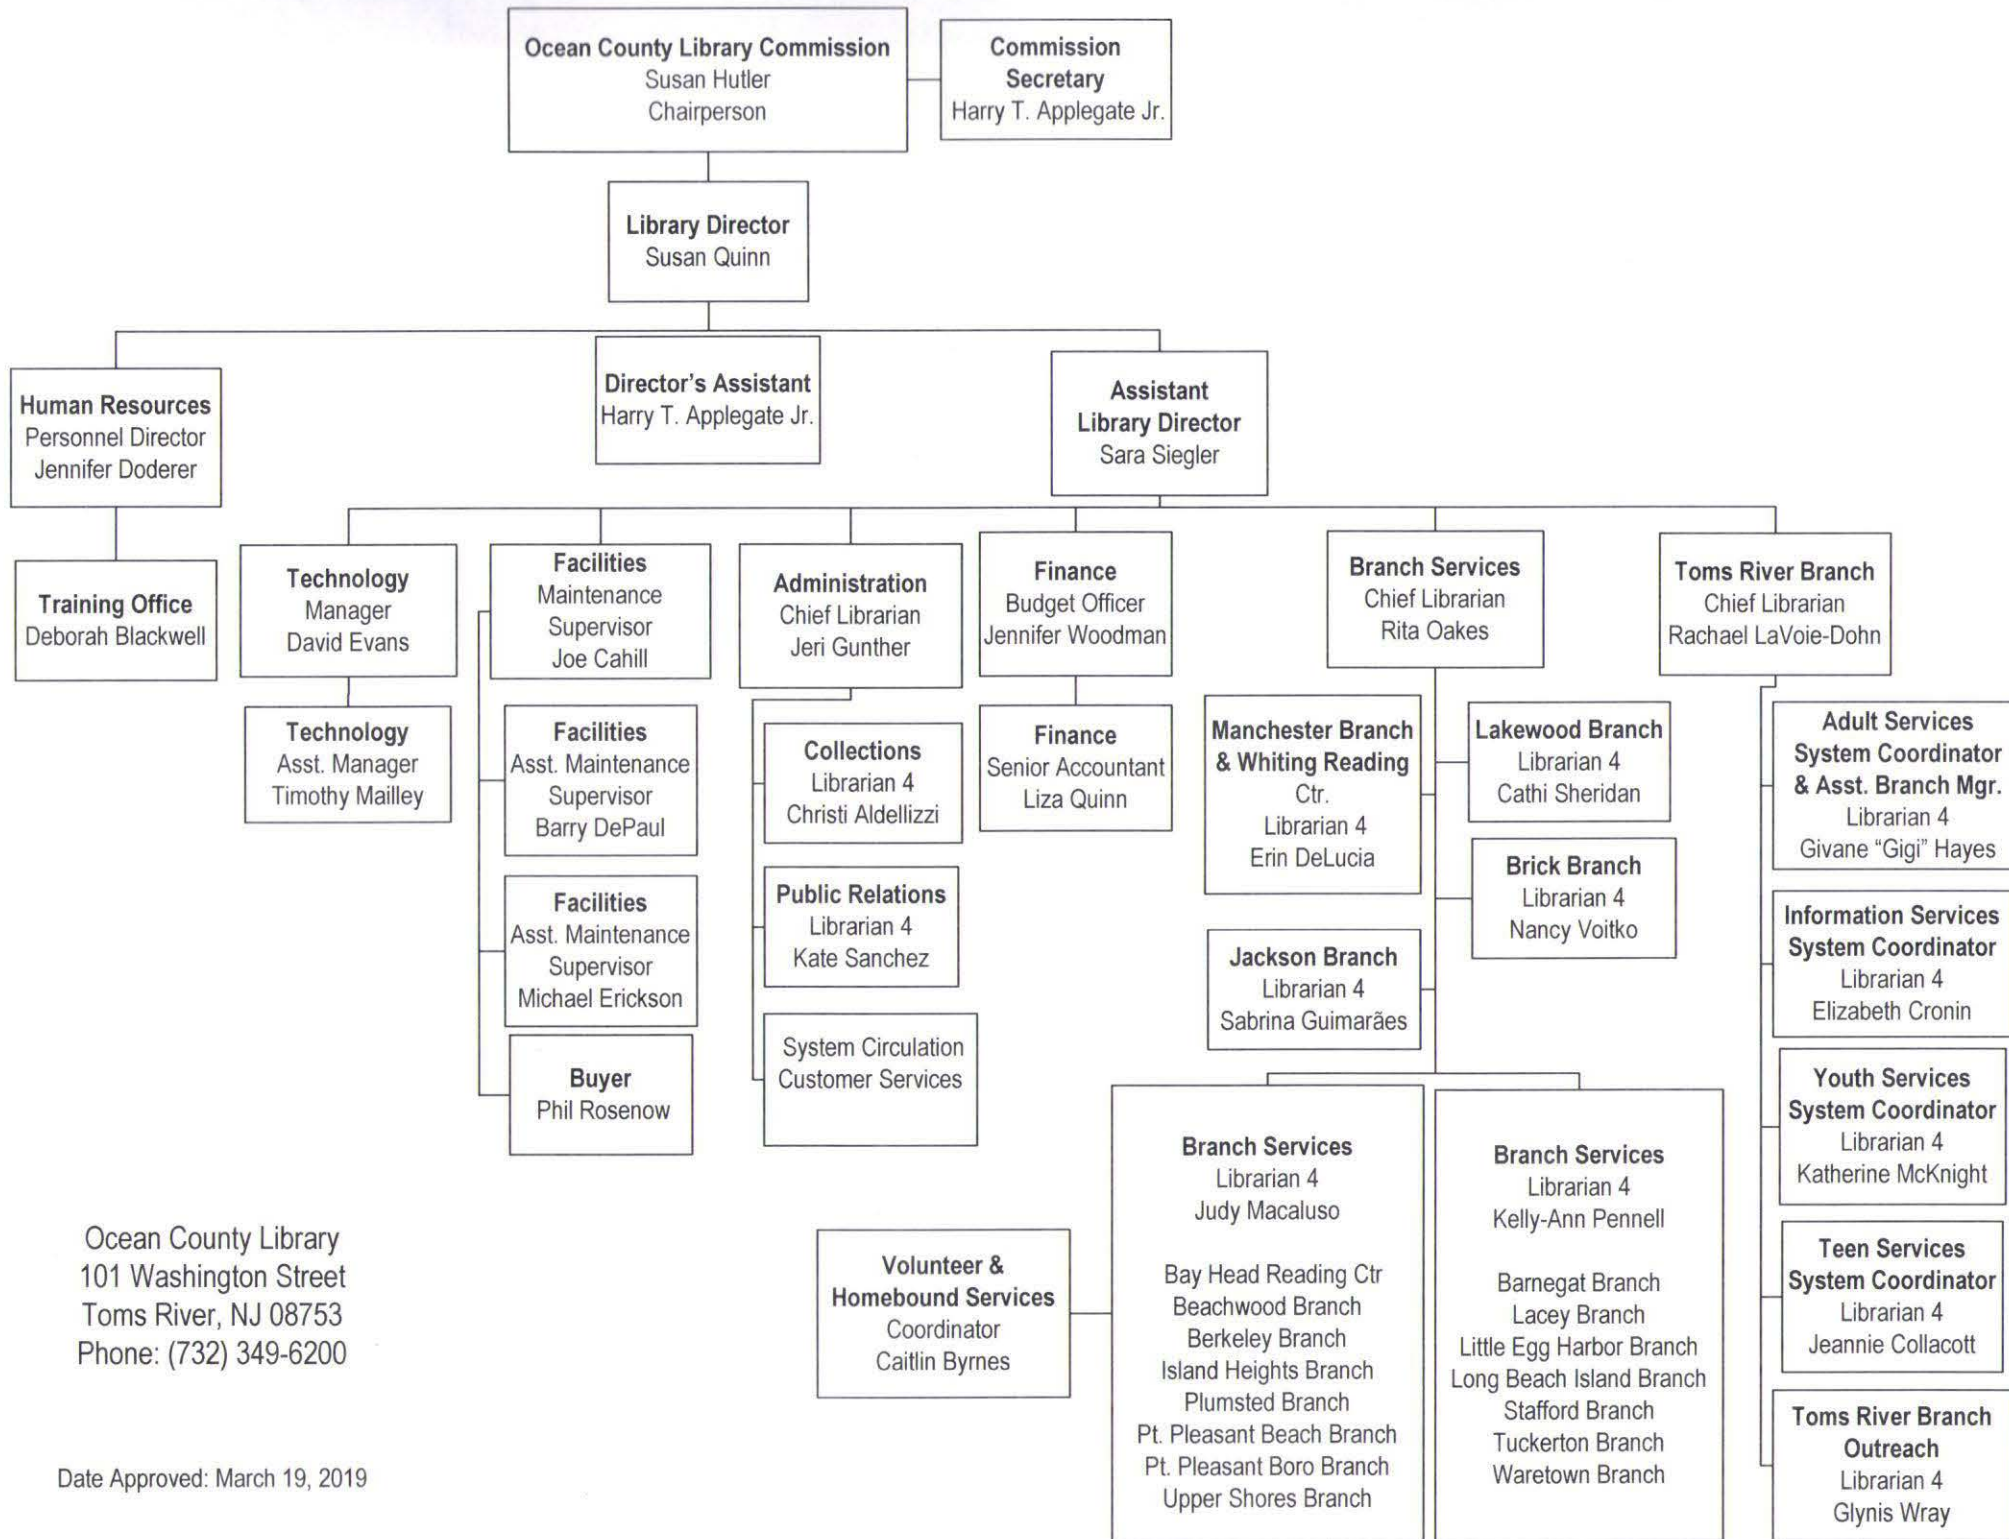 Ocean County Library Commission
Susan Hutler
Chairperson
Commission
Secretary
Harry T. Applegate Jr.
Library Director
Susan Quinn
Human Resources
Personnel Director
Jennifer Doderer
Director's Assistant
Harry T. Applegate Jr.
Assistant
Library Director
Sara Siegler
Training Office
Deborah Blackwell
Technology
Manager
David Evans
Technology
Asst. Manager
Timothy Mailley
Facilities
Maintenance
Supervisor
Joe Cahill
Facilities
Asst. Maintenance
Supervisor
Barry DePaul
Facilities
Asst. Maintenance
Supervisor
Michael Erickson
Buyer
Phil Rosenow
Administration
Chief Librarian
Jeri Gunther
Collections
Librarian 4
Christi Aldellizzi
Public Relations
Librarian 4
Kate Sanchez
System Circulation
Customer Services
Finance
Budget Officer
Jennifer Woodman
Finance
Senior Accountant
Liza Quinn
Branch Services
Chief Librarian
Rita Oakes
Manchester Branch
& Whiting Reading
Ctr.
Librarian 4
Erin DeLucia
Lakewood Branch
Librarian 4
Cathi Sheridan
Brick Branch
Librarian 4
Nancy Voitko
Jackson Branch
Librarian 4
Sabrina Guimarães
Branch Services
Librarian 4
Judy Macaluso
Bay Head Reading Ctr
Beachwood Branch
Berkeley Branch
Island Heights Branch
Plumsted Branch
Pt. Pleasant Beach Branch
Pt. Pleasant Boro Branch
Upper Shores Branch
Volunteer &
Homebound Services
Coordinator
Caitlin Byrnes
Branch Services
Librarian 4
Kelly-Ann Pennell
Barnegat Branch
Lacey Branch
Little Egg Harbor Branch
Long Beach Island Branch
Stafford Branch
Tuckerton Branch
Waretown Branch
Toms River Branch
Chief Librarian
Rachael LaVoie-Dohn
Adult Services
System Coordinator
& Asst. Branch Mgr.
Librarian 4
Givane "Gigi" Hayes
Information Services
System Coordinator
Librarian 4
Elizabeth Cronin
Youth Services
System Coordinator
Librarian 4
Katherine McKnight
Teen Services
System Coordinator
Librarian 4
Jeannie Collacott
Toms River Branch
Outreach
Librarian 4
Glynis Wray
Ocean County Library
101 Washington Street
Toms River, NJ 08753
Phone: (732) 349-6200
Date Approved: March 19, 2019